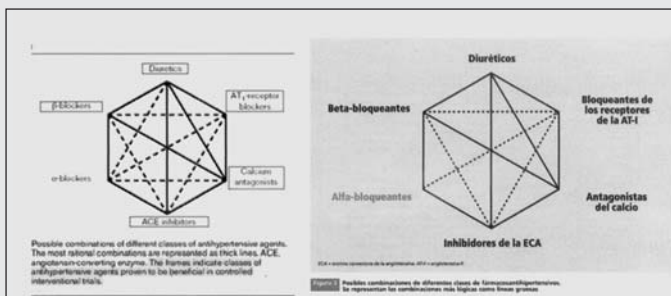 Diuretics
β-blockers
AT₁-receptor
blockers
α-blockers
Calcium
antagonists
ACE inhibitors
Possible combinations of different classes of antihypertensive agents.
The most rational combinations are represented as thick lines. ACE,
angiotensin-converting enzyme. The frames indicate classes of
antihypertensive agents proven to be beneficial in controlled
interventional trials.
Diuréticos
Beta-bloqueantes
Bloqueantes de
los receptores
de la AT-I
Alfa-bloqueantes
Antagonistas
del calcio
Inhibidores de la ECA
Posibles combinaciones de diferentes clases de fármacosantihipertensivos.
Se representan las combinaciones más lógicas como líneas gruesas